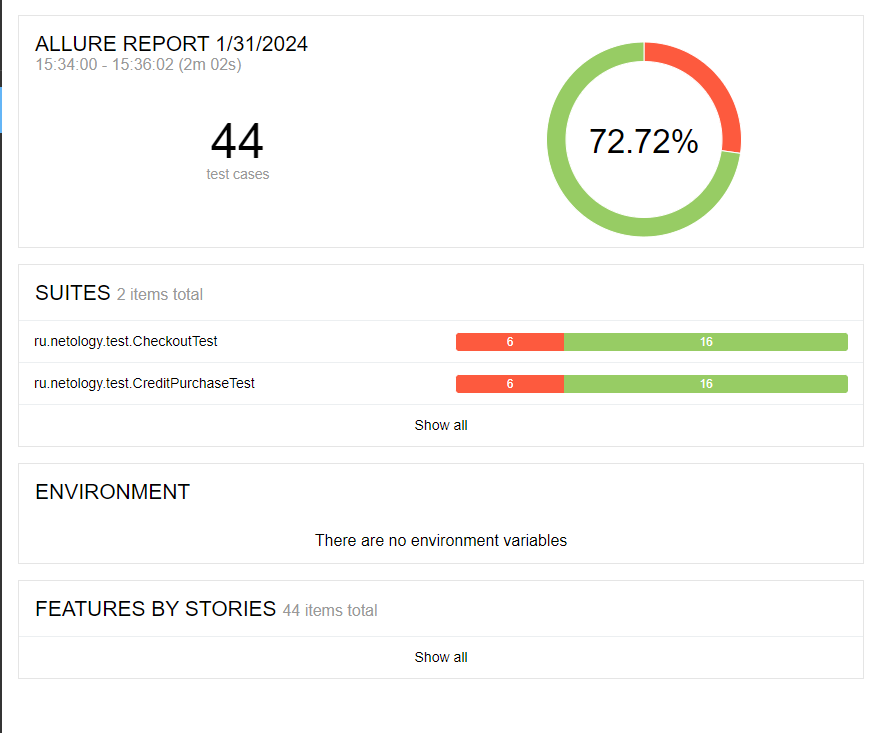 ALLURE REPORT 1/31/2024
15:34:00 - 15:36:02 (2m 02s)
44
test cases
72.72%
SUITES 2 items total
ru.netology.test.CheckoutTest 6 16
ru.netology.test.CreditPurchaseTest 6 16
Show all
ENVIRONMENT
There are no environment variables
FEATURES BY STORIES 44 items total
Show all